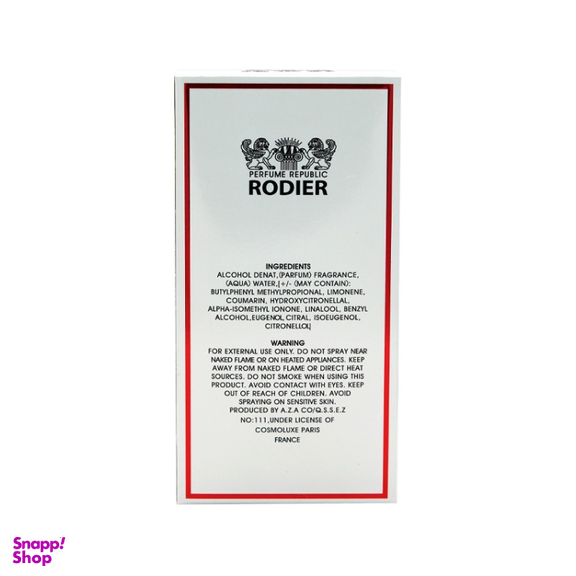 PERFUME REPUBLIC
RODIER
INGREDIENTS
ALCOHOL DENAT,(PARFUM) FRAGRANCE,
(AQUA) WATER,[+/- (MAY CONTAIN):
BUTYLPHENYL METHYLPROPIONAL, LIMONENE,
COUMARIN, HYDROXYCITRONELLAL,
ALPHA-ISOMETHYL IONONE, LINALOOL, BENZYL
ALCOHOL,EUGENOL, CITRAL, ISOEUGENOL,
CITRONELLOL]
WARNING
FOR EXTERNAL USE ONLY. DO NOT SPRAY NEAR
NAKED FLAME OR ON HEATED APPLIANCES. KEEP
AWAY FROM NAKED FLAME OR DIRECT HEAT
SOURCES. DO NOT SMOKE WHEN USING THIS
PRODUCT. AVOID CONTACT WITH EYES. KEEP
OUT OF REACH OF CHILDREN. AVOID
SPRAYING ON SENSITIVE SKIN.
PRODUCED BY A.Z.A CO/Q.S.S.E.Z
NO:111,UNDER LICENSE OF
COSMOLUXE PARIS
FRANCE
Snapp!
Shop